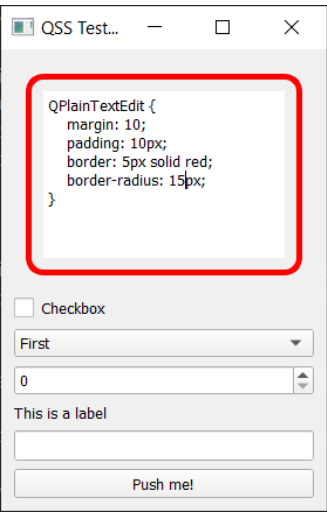 QSS Test...
QPlainTextEdit {
margin: 10;
padding: 10px;
border: 5px solid red;
border-radius: 15px;
}
Checkbox
First
0
This is a label
Push me!